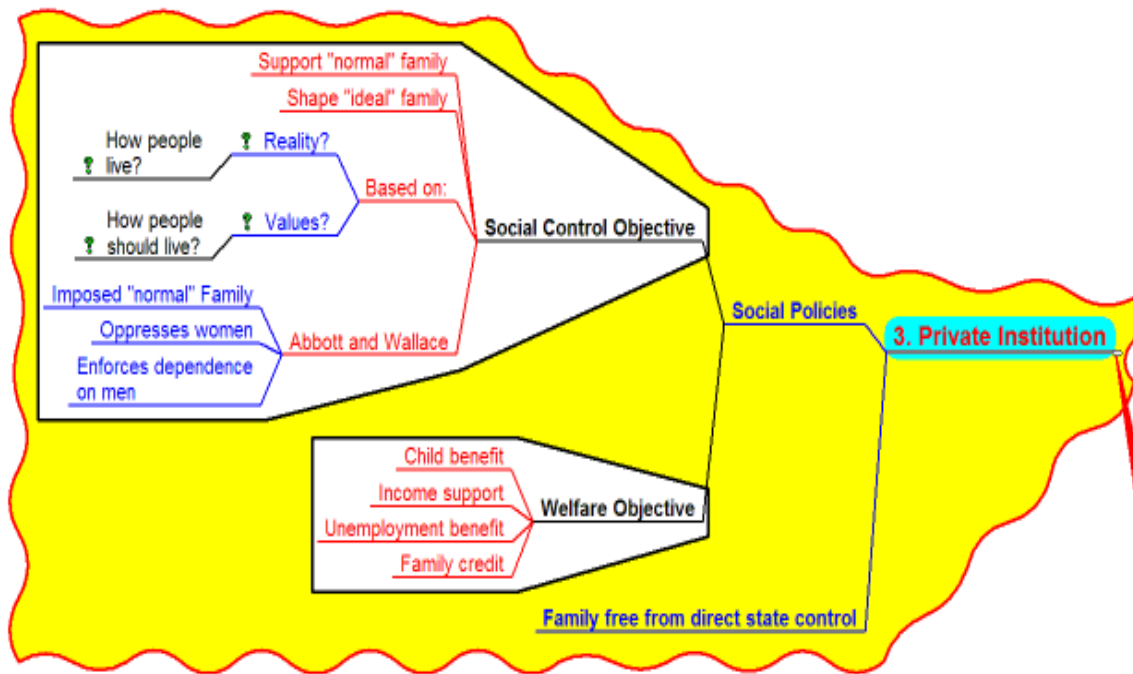 Support "normal" family
Shape "ideal" family
How people
live?
Reality?
Based on:
How people
should live?
Values?
Social Control Objective
Imposed "normal" Family
Oppresses women
Enforces dependence
on men
Abbott and Wallace
Social Policies
3. Private Institution
Child benefit
Income support
Unemployment benefit
Family credit
Welfare Objective
Family free from direct state control